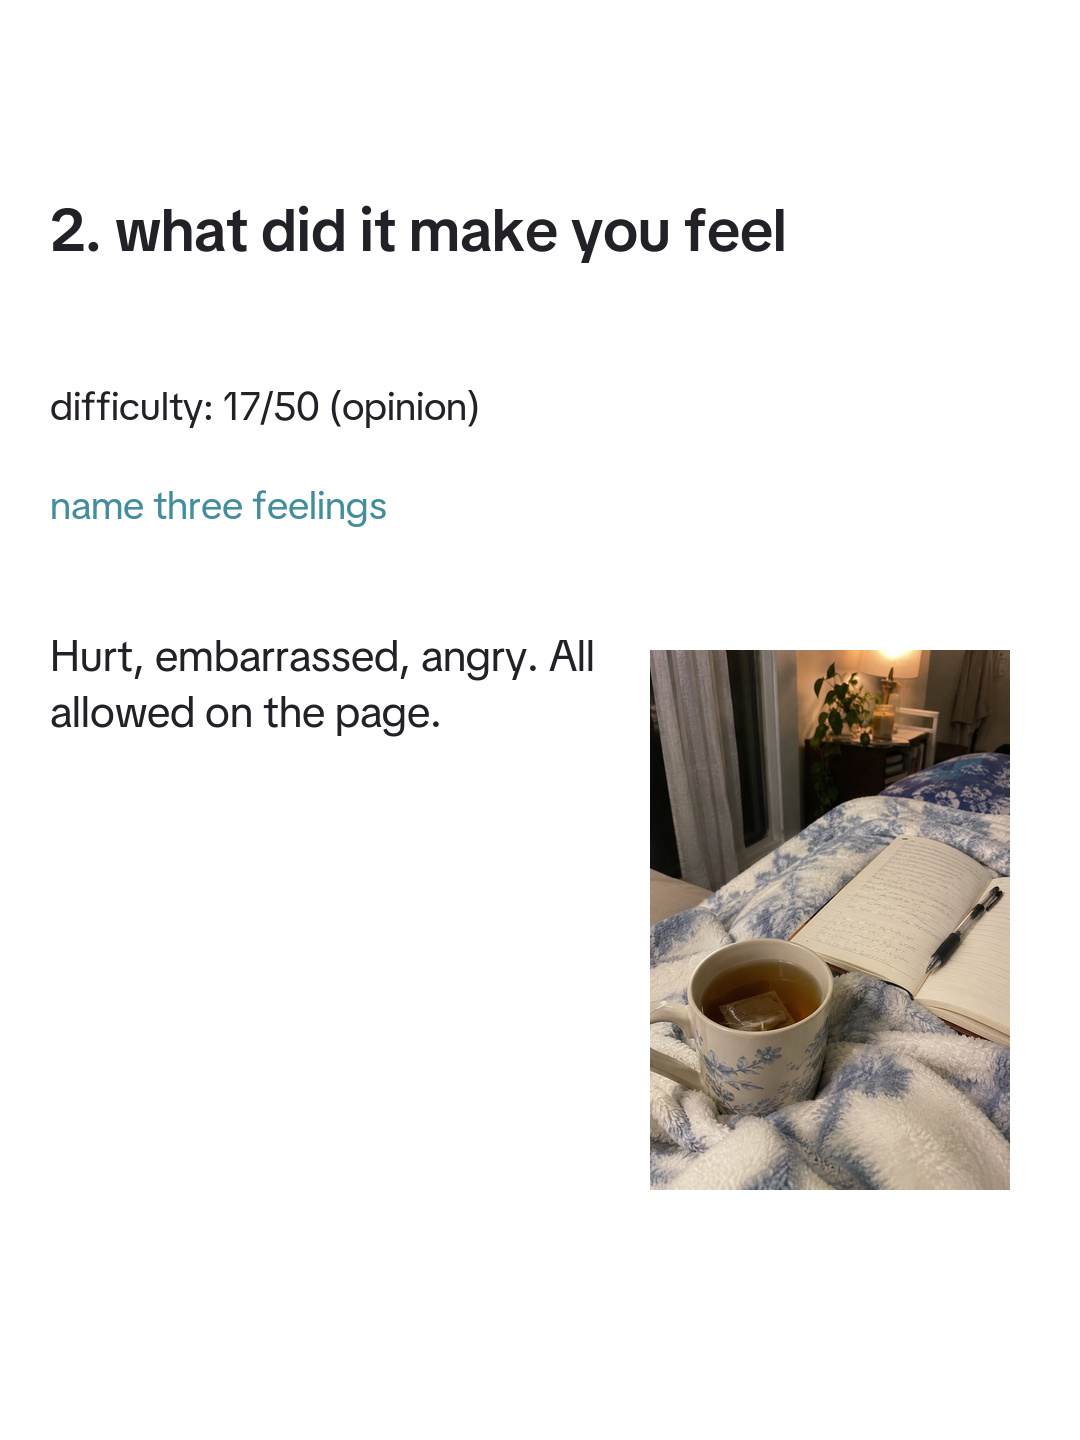 2. what did it make you feel
difficulty: 17/50 (opinion)
name three feelings
Hurt, embarrassed, angry. All
allowed on the page.